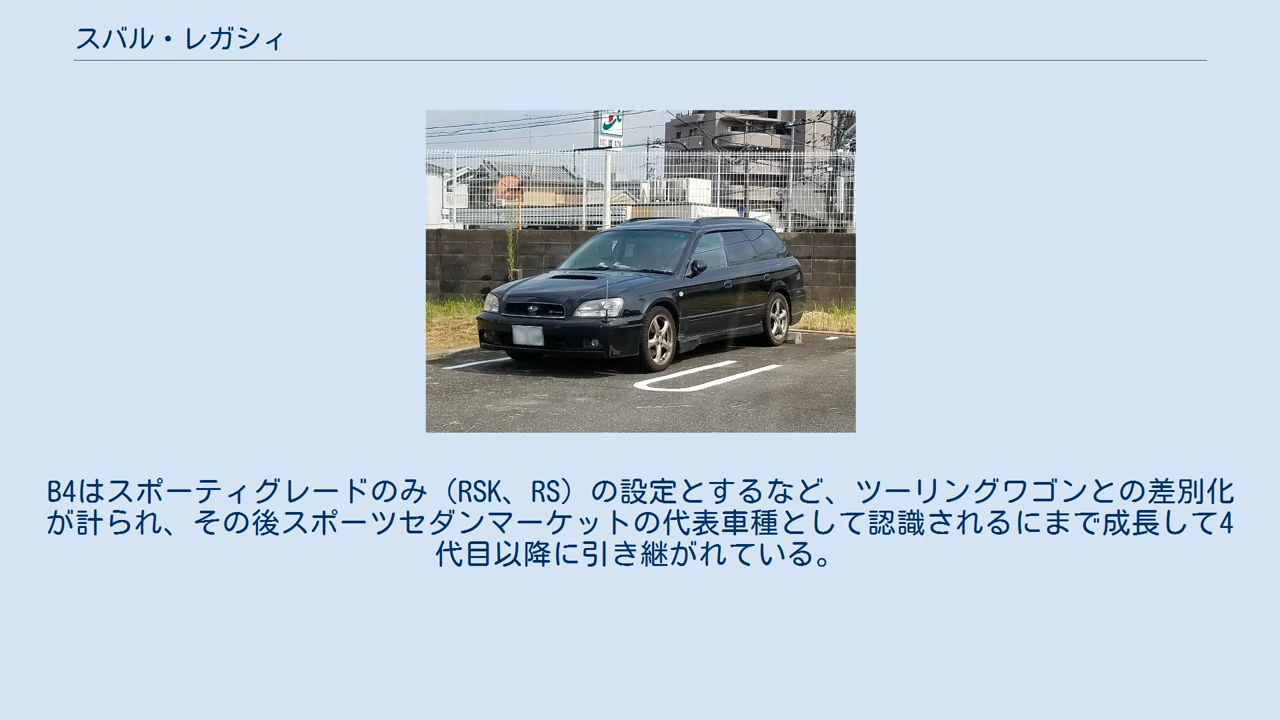 スバル・レガシィ
B4はスポーティグレードのみ（RSK、RS）の設定とするなど、ツーリングワゴンとの差別化
が計られ、その後スポーツセダンマーケットの代表車種として認識されるにまで成長して4
代目以降に引き継がれている。